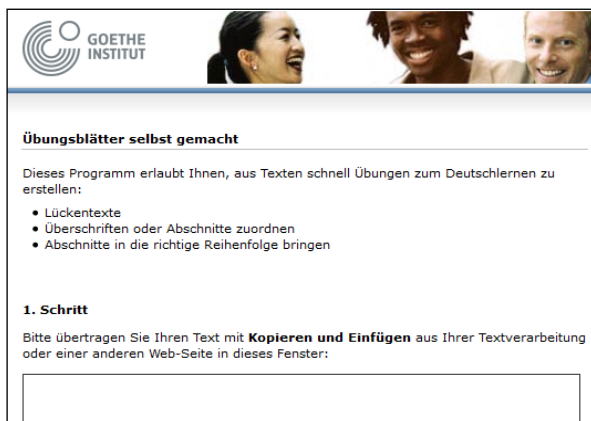 GOETHE
INSTITUT
Übungsblätter selbst gemacht
Dieses Programm erlaubt Ihnen, aus Texten schnell Übungen zum Deutschlernen zu
erstellen:
• Lückentexte
• Überschriften oder Abschnitte zuordnen
• Abschnitte in die richtige Reihenfolge bringen
1. Schritt
Bitte übertragen Sie Ihren Text mit Kopieren und Einfügen aus Ihrer Textverarbeitung
oder einer anderen Web-Seite in dieses Fenster: